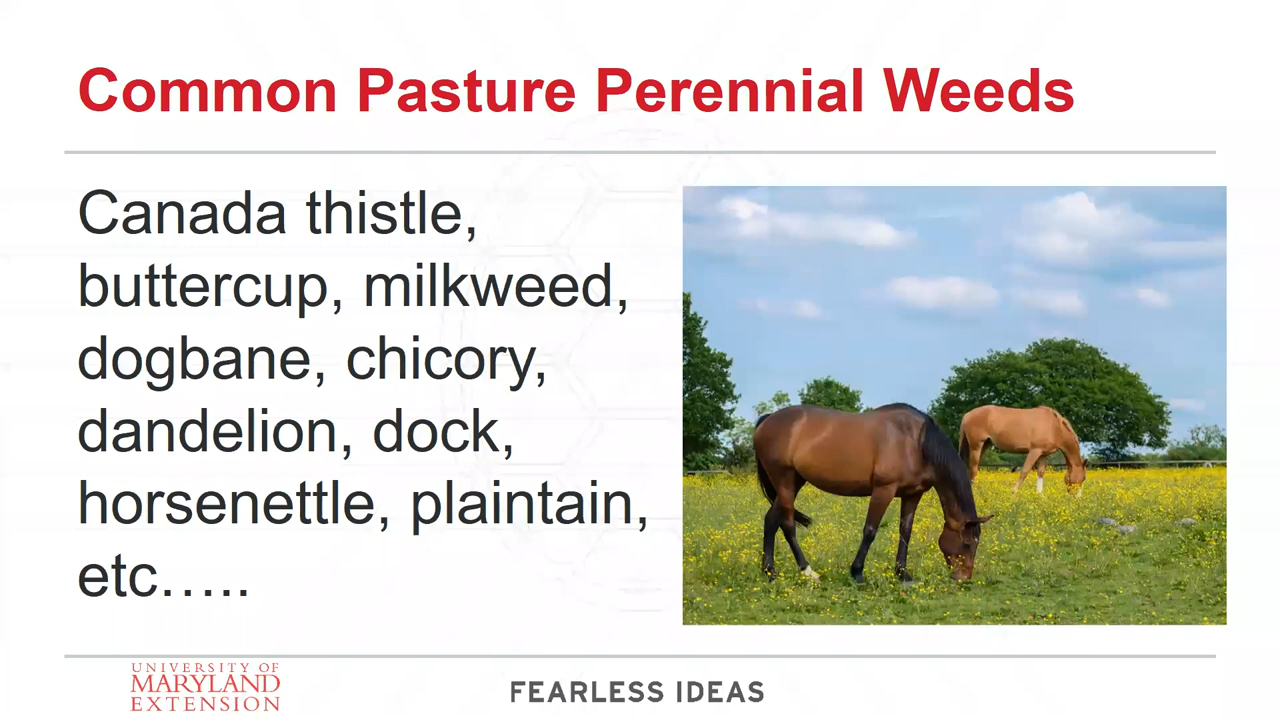 Common Pasture Perennial Weeds
Canada thistle,
buttercup, milkweed,
dogbane, chicory,
dandelion, dock,
horsenettle, plaintain,
etc…..
UNIVERSITY OF
MARYLAND
EXTENSION
FEARLESS IDEAS